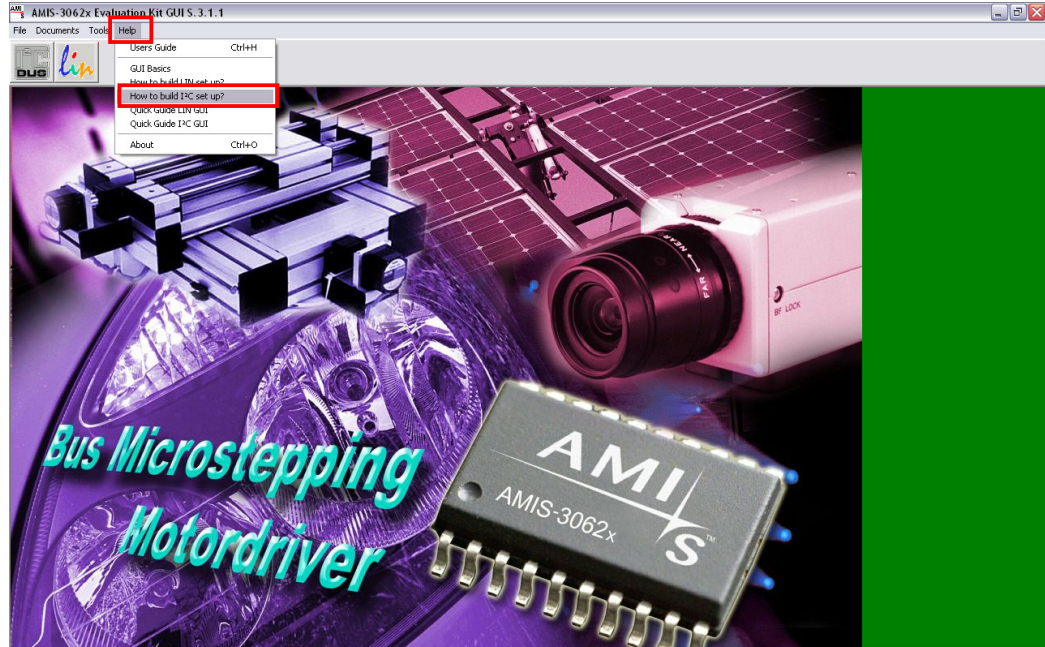 AMI S AMIS-3062x Evaluation Kit GUI S.3.1.1
File Documents Tools Help
I²C BUS lin
Users Guide Ctrl+H
GUI Basics
How to build LIN set up?
How to build I²C set up?
Quick Guide LIN GUI
Quick Guide I²C GUI
About Ctrl+O
FAR ↔ NEAR
BF LOCK
Bus Microstepping
Motordriver
AMI
S™
AMIS-3062x